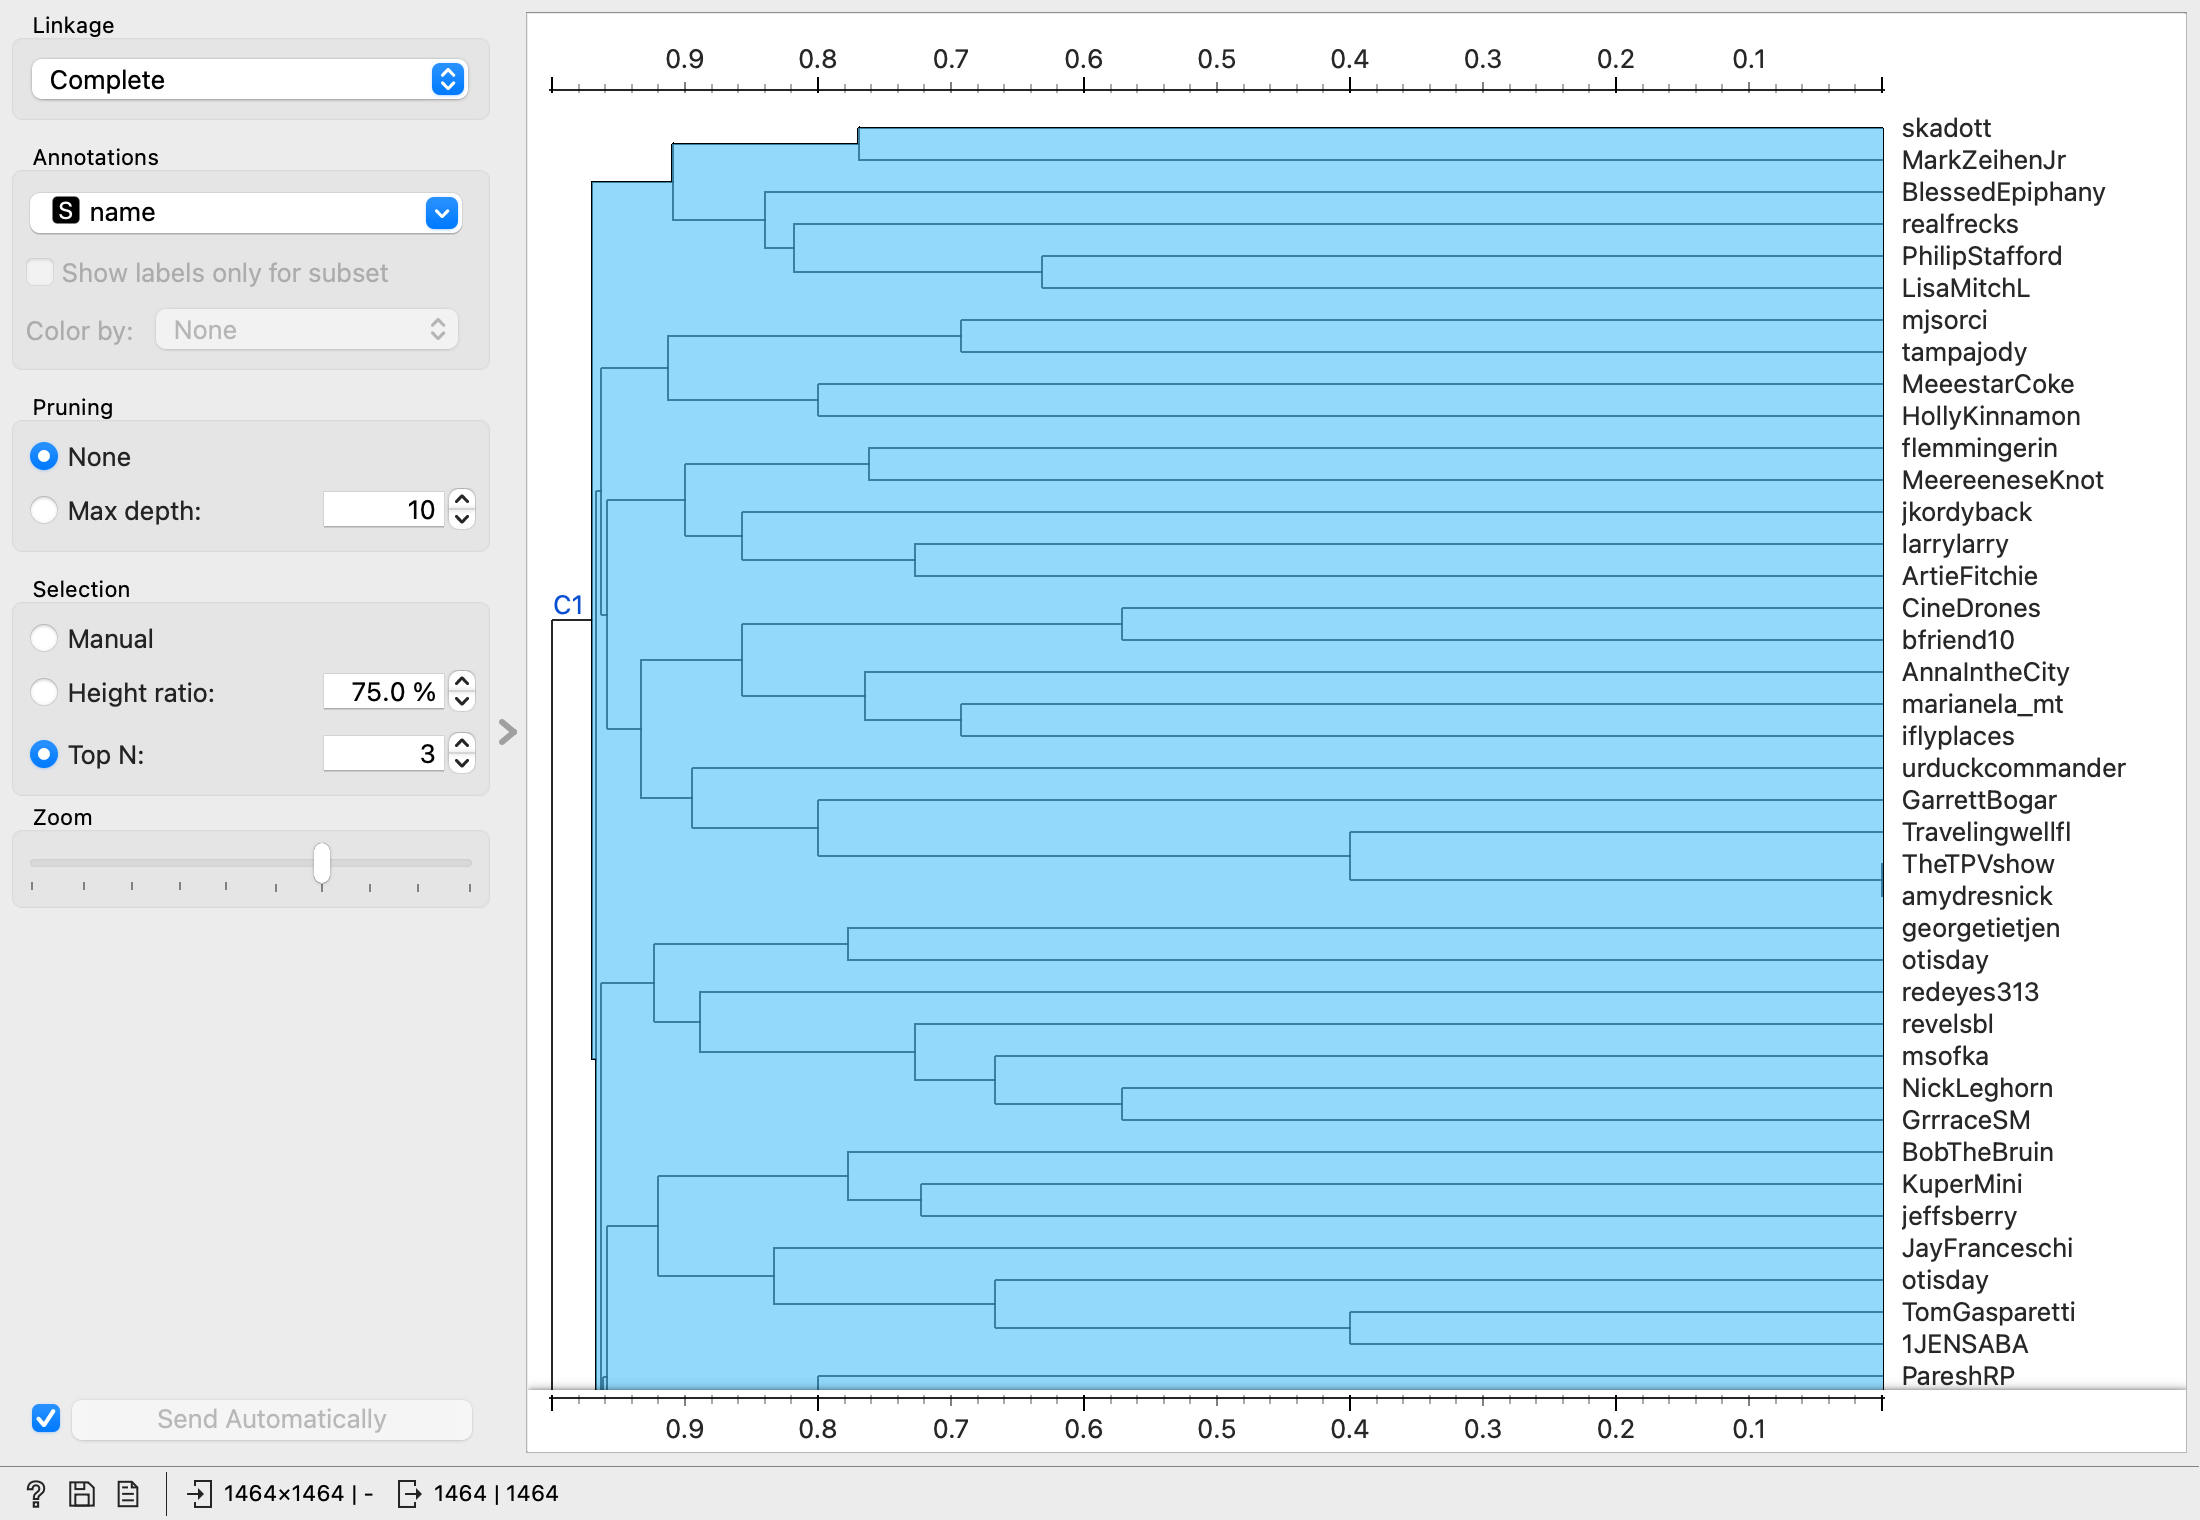 Linkage
Complete
Annotations
S name
Show labels only for subset
Color by: None
Pruning
None
Max depth: 10
Selection
Manual
Height ratio: 75.0 %
Top N: 3
Zoom
Send Automatically
0.9 0.8 0.7 0.6 0.5 0.4 0.3 0.2 0.1
C1
skadott
MarkZeihenJr
BlessedEpiphany
realfrecks
PhilipStafford
LisaMitchL
mjsorci
tampajody
MeeestarCoke
HollyKinnamon
flemmingerin
MeereeneseKnot
jkordyback
larrylarry
ArtieFitchie
CineDrones
bfriend10
AnnaIntheCity
marianela_mt
iflyplaces
urduckcommander
GarrettBogar
Travelingwellfl
TheTPVshow
amydresnick
georgetietjen
otisday
redeyes313
revelsbl
msofka
NickLeghorn
GrrraceSM
BobTheBruin
KuperMini
jeffsberry
JayFranceschi
otisday
TomGasparetti
1JENSABA
PareshRP
0.9 0.8 0.7 0.6 0.5 0.4 0.3 0.2 0.1
? 1464×1464 | - 1464 | 1464